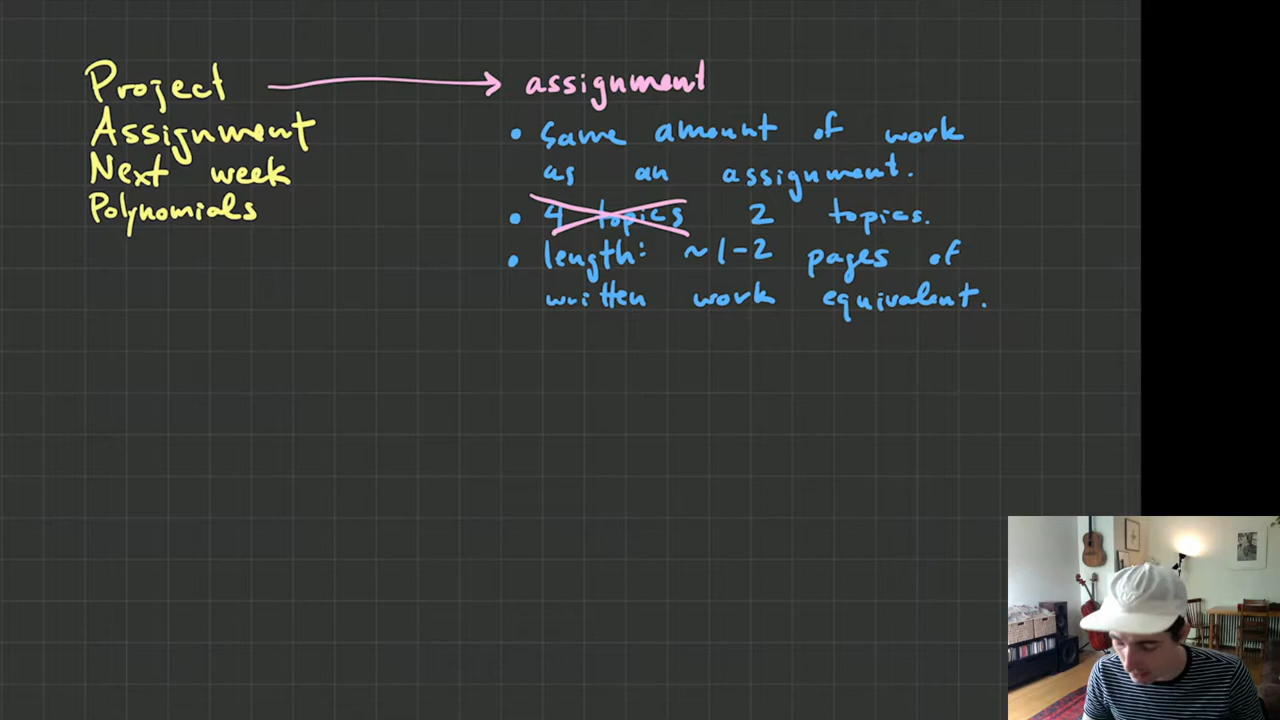 Project → assignment
Assignment
Next week
Polynomials
• same amount of work
as an assignment.
• 4 topics 2 topics.
• length: ~1-2 pages of
written work equivalent.